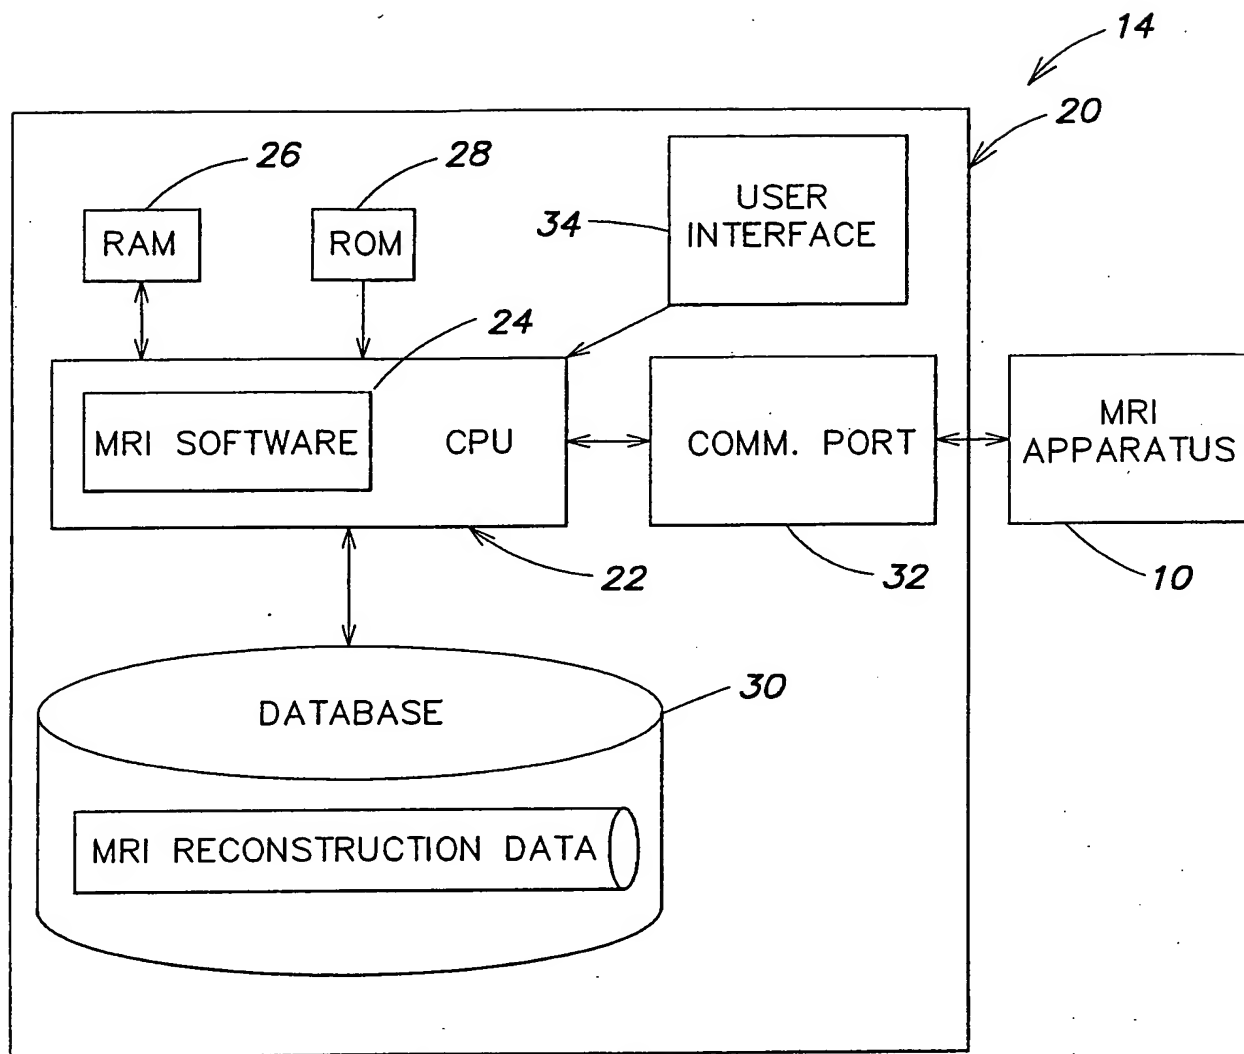 14
20
26
28
RAM
ROM
34
USER
INTERFACE
24
MRI SOFTWARE
CPU
COMM. PORT
MRI
APPARATUS
22
32
10
30
DATABASE
MRI RECONSTRUCTION DATA